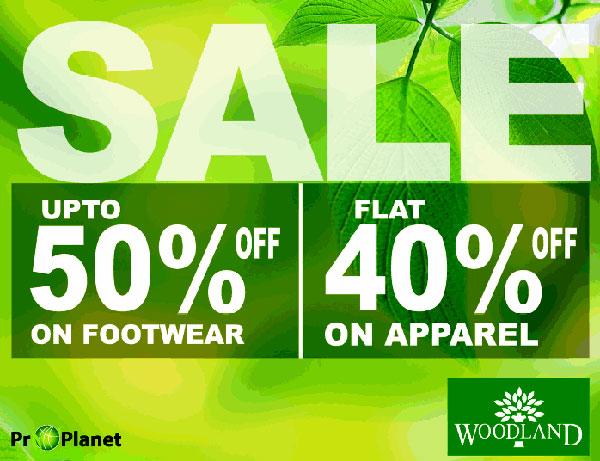 SALE
UPTO
50% OFF
ON FOOTWEAR
FLAT
40% OFF
ON APPAREL
Pr Planet
WOODLAND